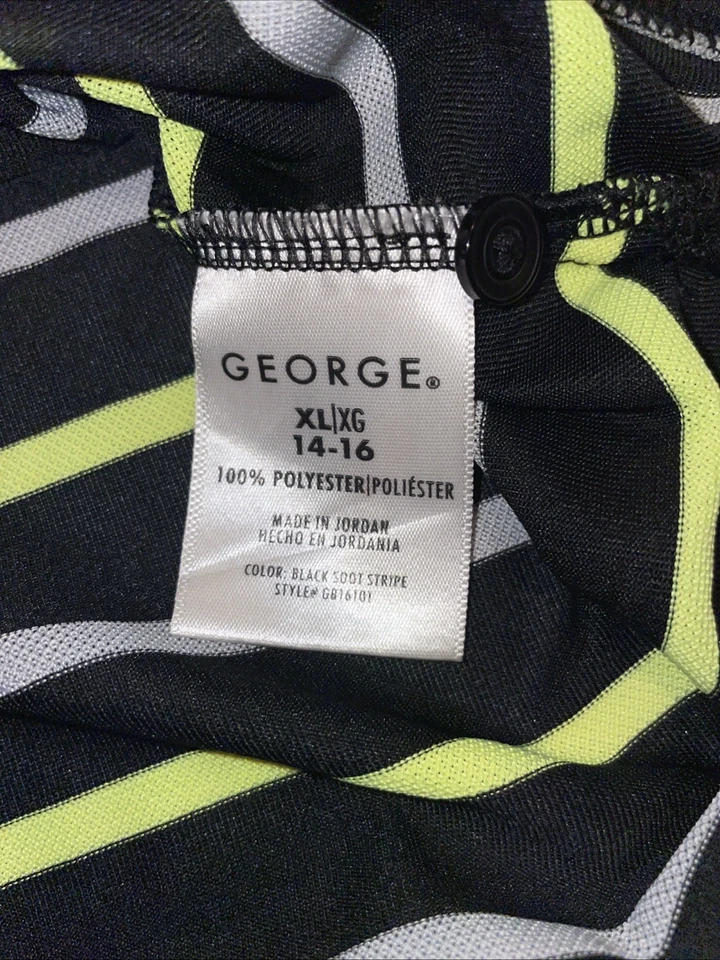 GEORGE®
XL|XG
14-16
100% POLYESTER|POLIÉSTER
MADE IN JORDAN
HECHO EN JORDANIA
COLOR: BLACK SOOT STRIPE
STYLE# GB16101